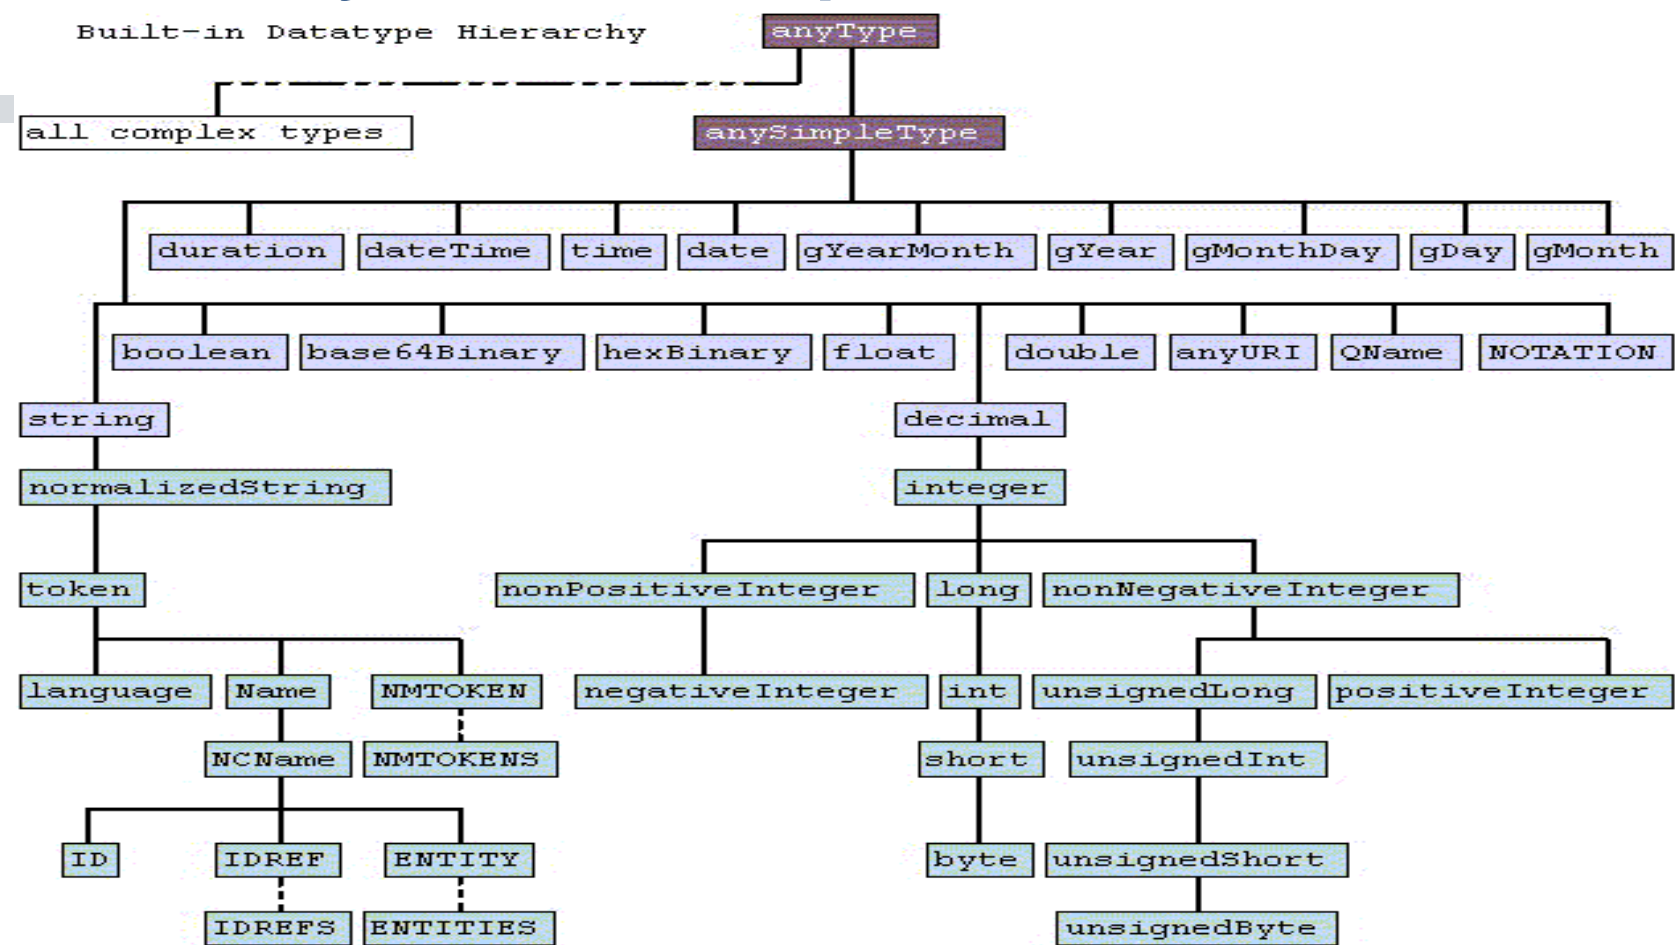 Built-in Datatype Hierarchy
anyType
all complex types
anySimpleType
duration dateTime time date gYearMonth gYear gMonthDay gDay gMonth
boolean base64Binary hexBinary float double anyURI QName NOTATION
string decimal
normalizedString integer
token nonPositiveInteger long nonNegativeInteger
language Name NMTOKEN negativeInteger int unsignedLong positiveInteger
NCName NMTOKENS short unsignedInt
ID IDREF ENTITY byte unsignedShort
IDREFS ENTITIES unsignedByte